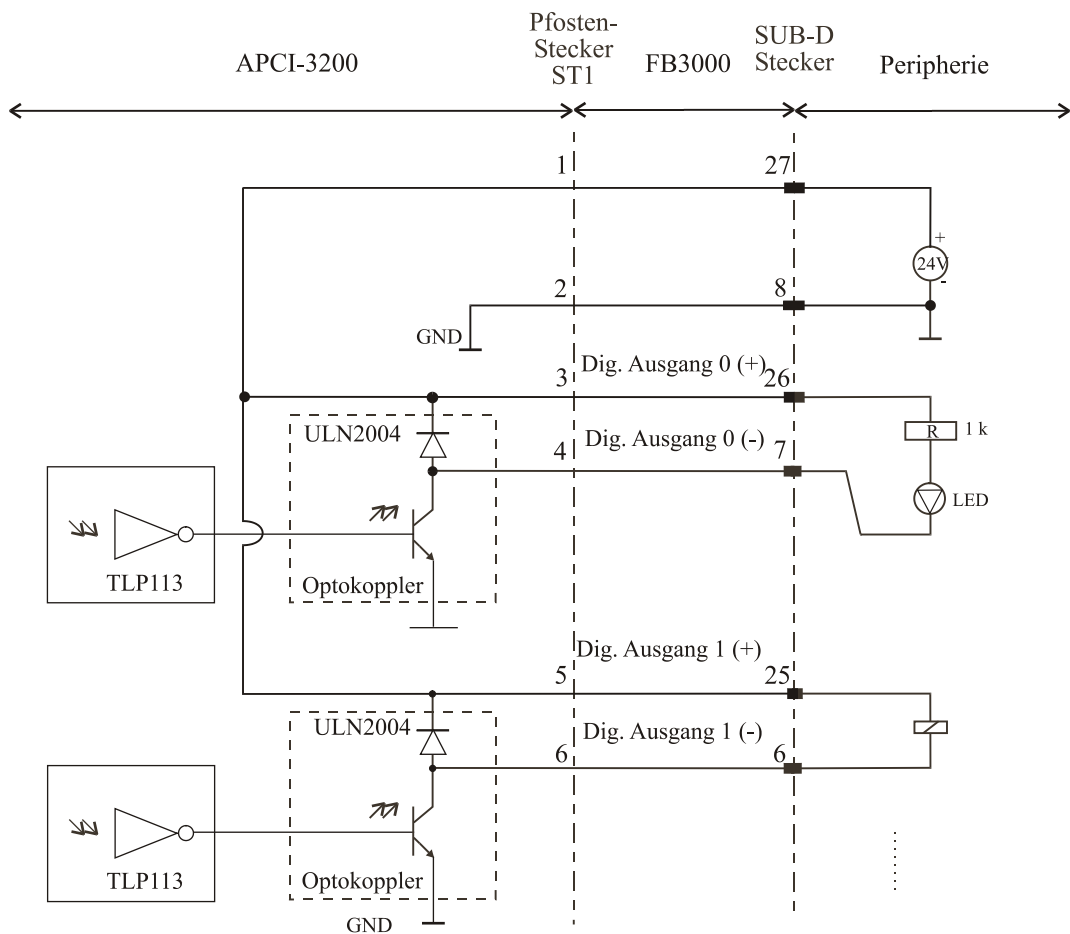 Pfosten-
Stecker
ST1
SUB-D
Stecker
APCI-3200
FB3000
Peripherie
1
27
+
24V
-
2
8
GND
Dig. Ausgang 0 (+)
3
26
ULN2004
Dig. Ausgang 0 (-)
R
1 k
4
7
LED
TLP113
Optokoppler
Dig. Ausgang 1 (+)
5
25
ULN2004
Dig. Ausgang 1 (-)
6
6
TLP113
Optokoppler
GND